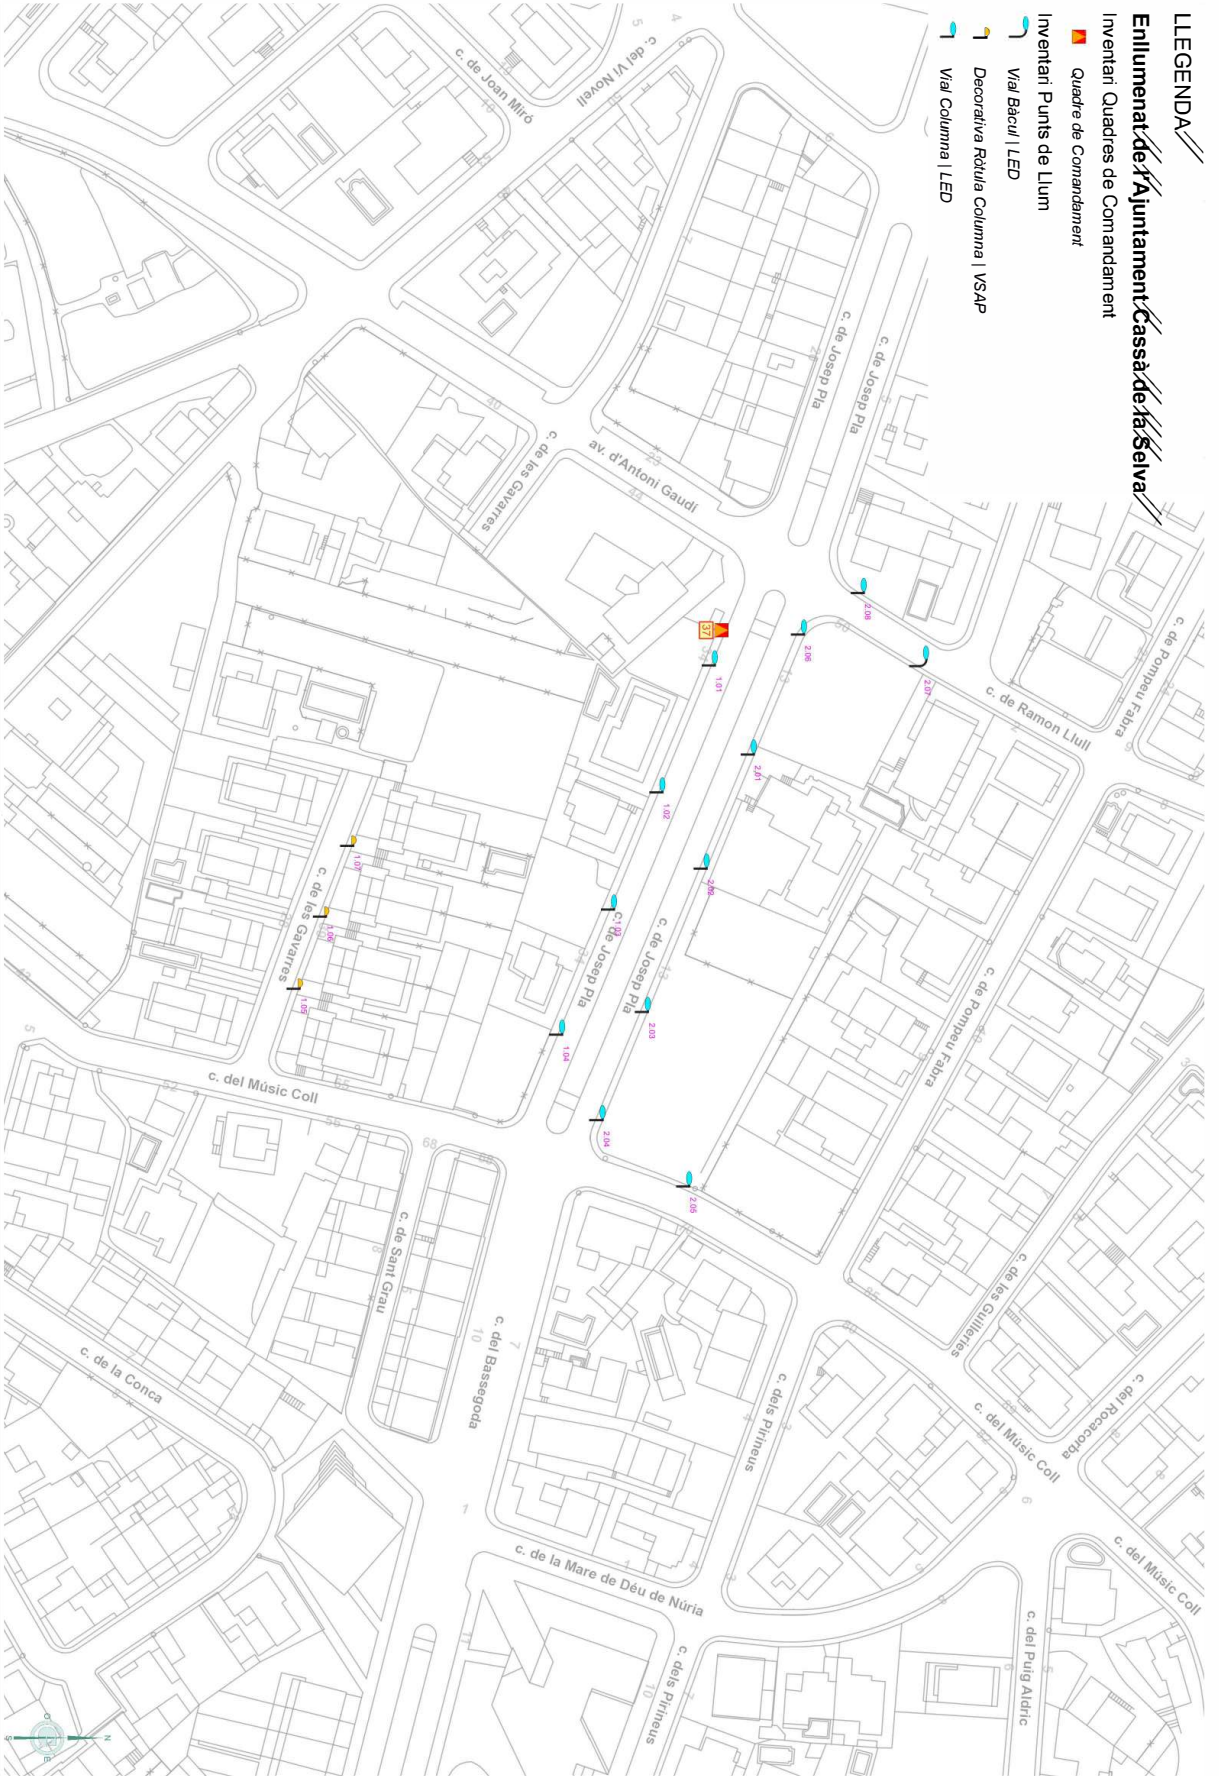 LLEGENDA
Enllumenat de l'Ajuntament Cassà de la Selva
Inventari Quadres de Comandament
Quadre de Comandament
Inventari Punts de Llum
Vial Bàcul | LED
Decorativa Ròtula Columna | VSAP
Vial Columna | LED
c. del Vi Novell
c. de Joan Miró
c. de Josep Pla
c. de Josep Pla
av. d'Antoni Gaudí
c. de les Gavarres
c. de Pompeu Fabra
c. de Ramon Llull
2.08
2.06
2.07
37
1.01
2.01
1.02
2.02
1.03
1.07
1.06
1.05
c. de les Gavarres
c. de Josep Pla
c. de Josep Pla
c. de Pompeu Fabra
2.03
1.04
2.04
2.05
c. del Músic Coll
68
c. de Sant Grau
c. del Bassegoda
c. de la Conca
c. dels Pirineus
c. de les Guilleries
c. del Rocacorba
c. del Músic Coll
c. del Músic Coll
c. de la Mare de Déu de Núria
c. dels Pirineus
c. del Puig Aldric
N
S
E
O